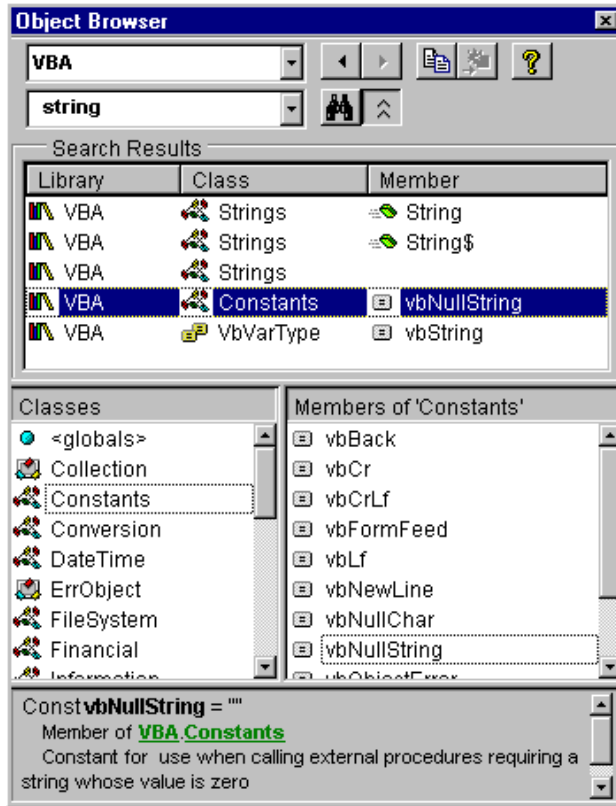 Object Browser
VBA
string
Search Results
Library Class Member
VBA Strings String
VBA Strings String$
VBA Strings
VBA Constants vbNullString
VBA VbVarType vbString
Classes
<globals>
Collection
Constants
Conversion
DateTime
ErrObject
FileSystem
Financial
Information
Members of 'Constants'
vbBack
vbCr
vbCrLf
vbFormFeed
vbLf
vbNewLine
vbNullChar
vbNullString
vbObjectError
Const vbNullString = ""
Member of VBA.Constants
Constant for use when calling external procedures requiring a
string whose value is zero